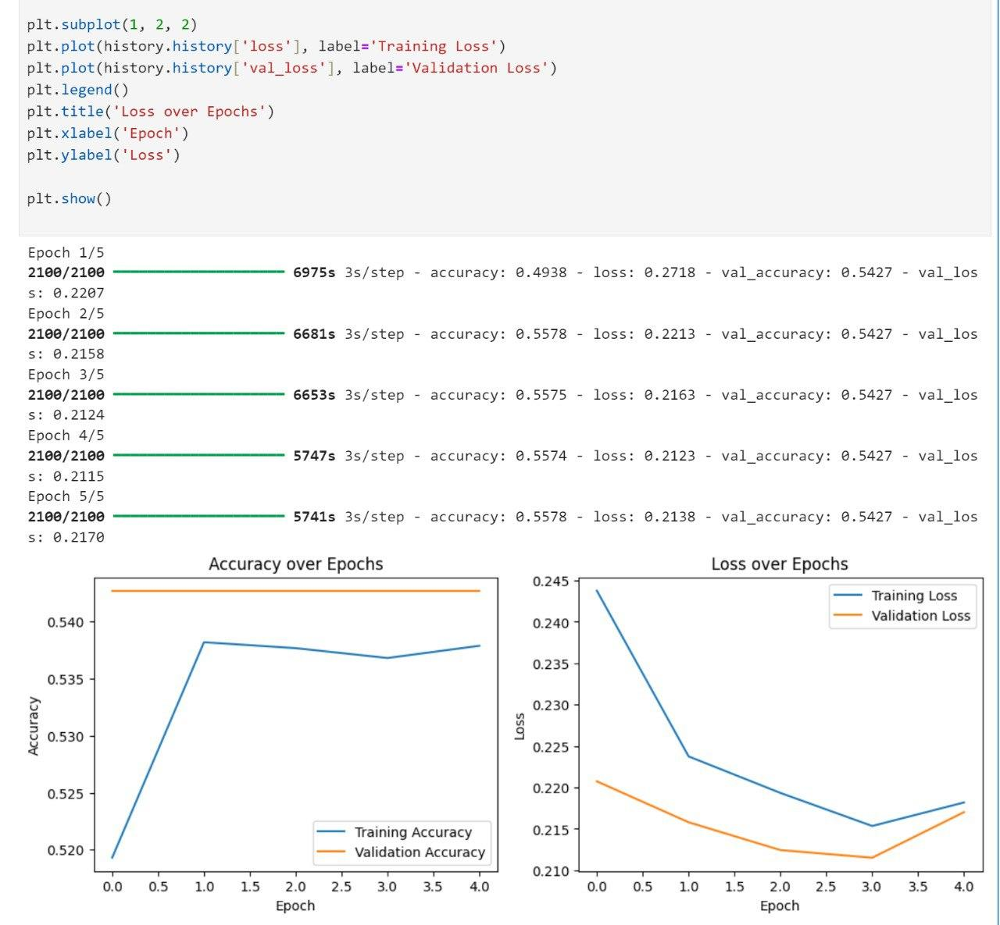 plt.subplot(1, 2, 2)
plt.plot(history.history['loss'], label='Training Loss')
plt.plot(history.history['val_loss'], label='Validation Loss')
plt.legend()
plt.title('Loss over Epochs')
plt.xlabel('Epoch')
plt.ylabel('Loss')
plt.show()
Epoch 1/5
2100/2100 6975s 3s/step - accuracy: 0.4938 - loss: 0.2718 - val_accuracy: 0.5427 - val_los
s: 0.2207
Epoch 2/5
2100/2100 6681s 3s/step - accuracy: 0.5578 - loss: 0.2213 - val_accuracy: 0.5427 - val_los
s: 0.2158
Epoch 3/5
2100/2100 6653s 3s/step - accuracy: 0.5575 - loss: 0.2163 - val_accuracy: 0.5427 - val_los
s: 0.2124
Epoch 4/5
2100/2100 5747s 3s/step - accuracy: 0.5574 - loss: 0.2123 - val_accuracy: 0.5427 - val_los
s: 0.2115
Epoch 5/5
2100/2100 5741s 3s/step - accuracy: 0.5578 - loss: 0.2138 - val_accuracy: 0.5427 - val_los
s: 0.2170
Accuracy over Epochs
0.540
0.535
0.530
0.525
0.520
Accuracy
Training Accuracy
Validation Accuracy
0.0 0.5 1.0 1.5 2.0 2.5 3.0 3.5 4.0
Epoch
Loss over Epochs
0.245
0.240
0.235
0.230
0.225
0.220
0.215
0.210
Loss
Training Loss
Validation Loss
0.0 0.5 1.0 1.5 2.0 2.5 3.0 3.5 4.0
Epoch